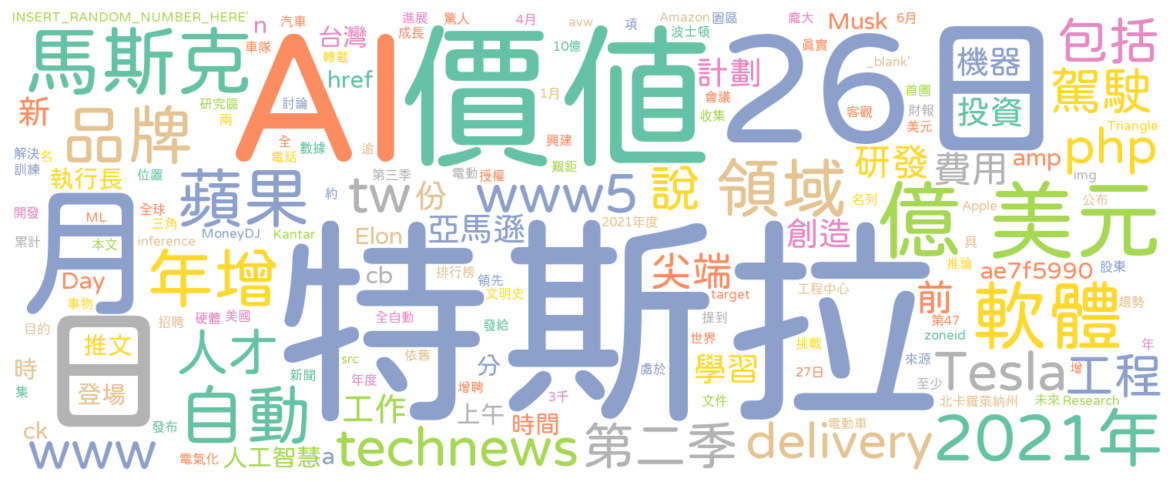 INSERT_RANDOM_NUMBER_HERE'
馬斯克
n
汽車
車隊
台灣
轉載
href
進展
成長
驚人
4月
avw
10億
項
Amazon
園區
波士頓
龐大
Musk
6月
眞實
_blank'
包括
AI
價値
26日
計劃
會議
收集
客觀
首圈
財報
美元
機器
投資
駕駛
新
品牌
研究區
兩
討論
全
電話
數據
逾
1月
興建
艱鉅
Triangle
php
解決
名
訓練
執行長
位置
蘋果
第三季
電動
授權
www5
說
領域
研發
費用
amp
img
約
tw
份
名列
Apple
公布
開發
ML
全球
三角
累計
本文
inference
MoneyDJ
Kantar
Elon
亞馬遜
2021年度
創造
億
美元
具
月
年增
Day
事物
cb
排行榜
領先
文明史
尖端
target
工程中心
推論
ae7f5990
股東
前
軟體
趨勢
特斯拉
日
推文
登場
目的
招聘
硬體
美國
全自動
發給
提到
世界
第47
zoneid
挑戰
年
人才
src
新聞
依舊
分
處於
學習
27日
來源
至少
Tesla
工程
增
時
集
年度
增聘
3千
文件
北卡羅萊納州
未來
Research
ck
發布
自動
工作
上午
時間
電動車
www
電氣化
人工智慧
a
technews
第二季
delivery
2021年